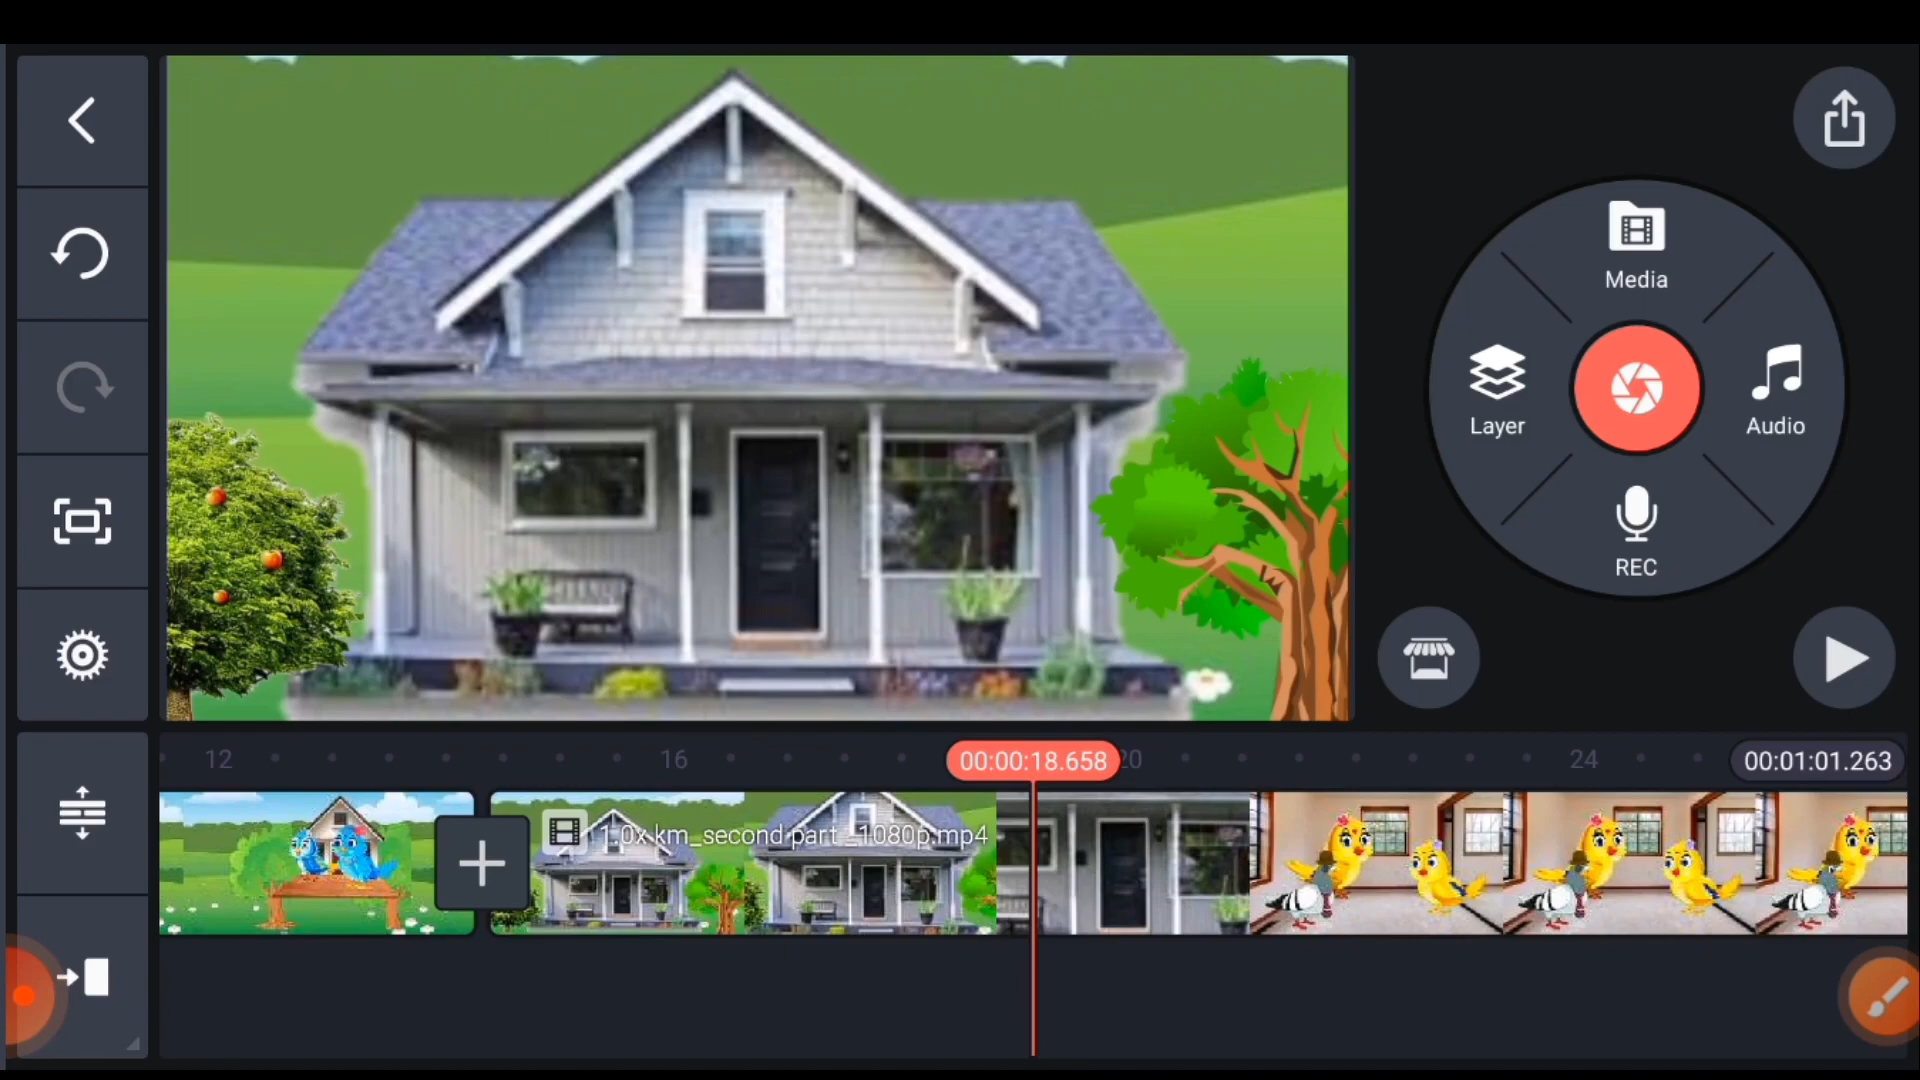 Media
Layer
Audio
REC
12
16
00:00:18.658
20
24
00:01:01.263
1.0x km_second part _1080p.mp4